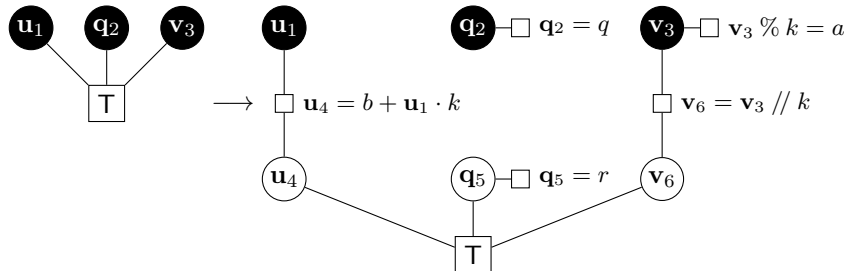 u₁ q₂ v₃ u₁ q₂ q₂ = q v₃ v₃ % k = a
T ⟶ u₄ = b + u₁ · k v₆ = v₃ // k
u₄ q₅ q₅ = r v₆
T